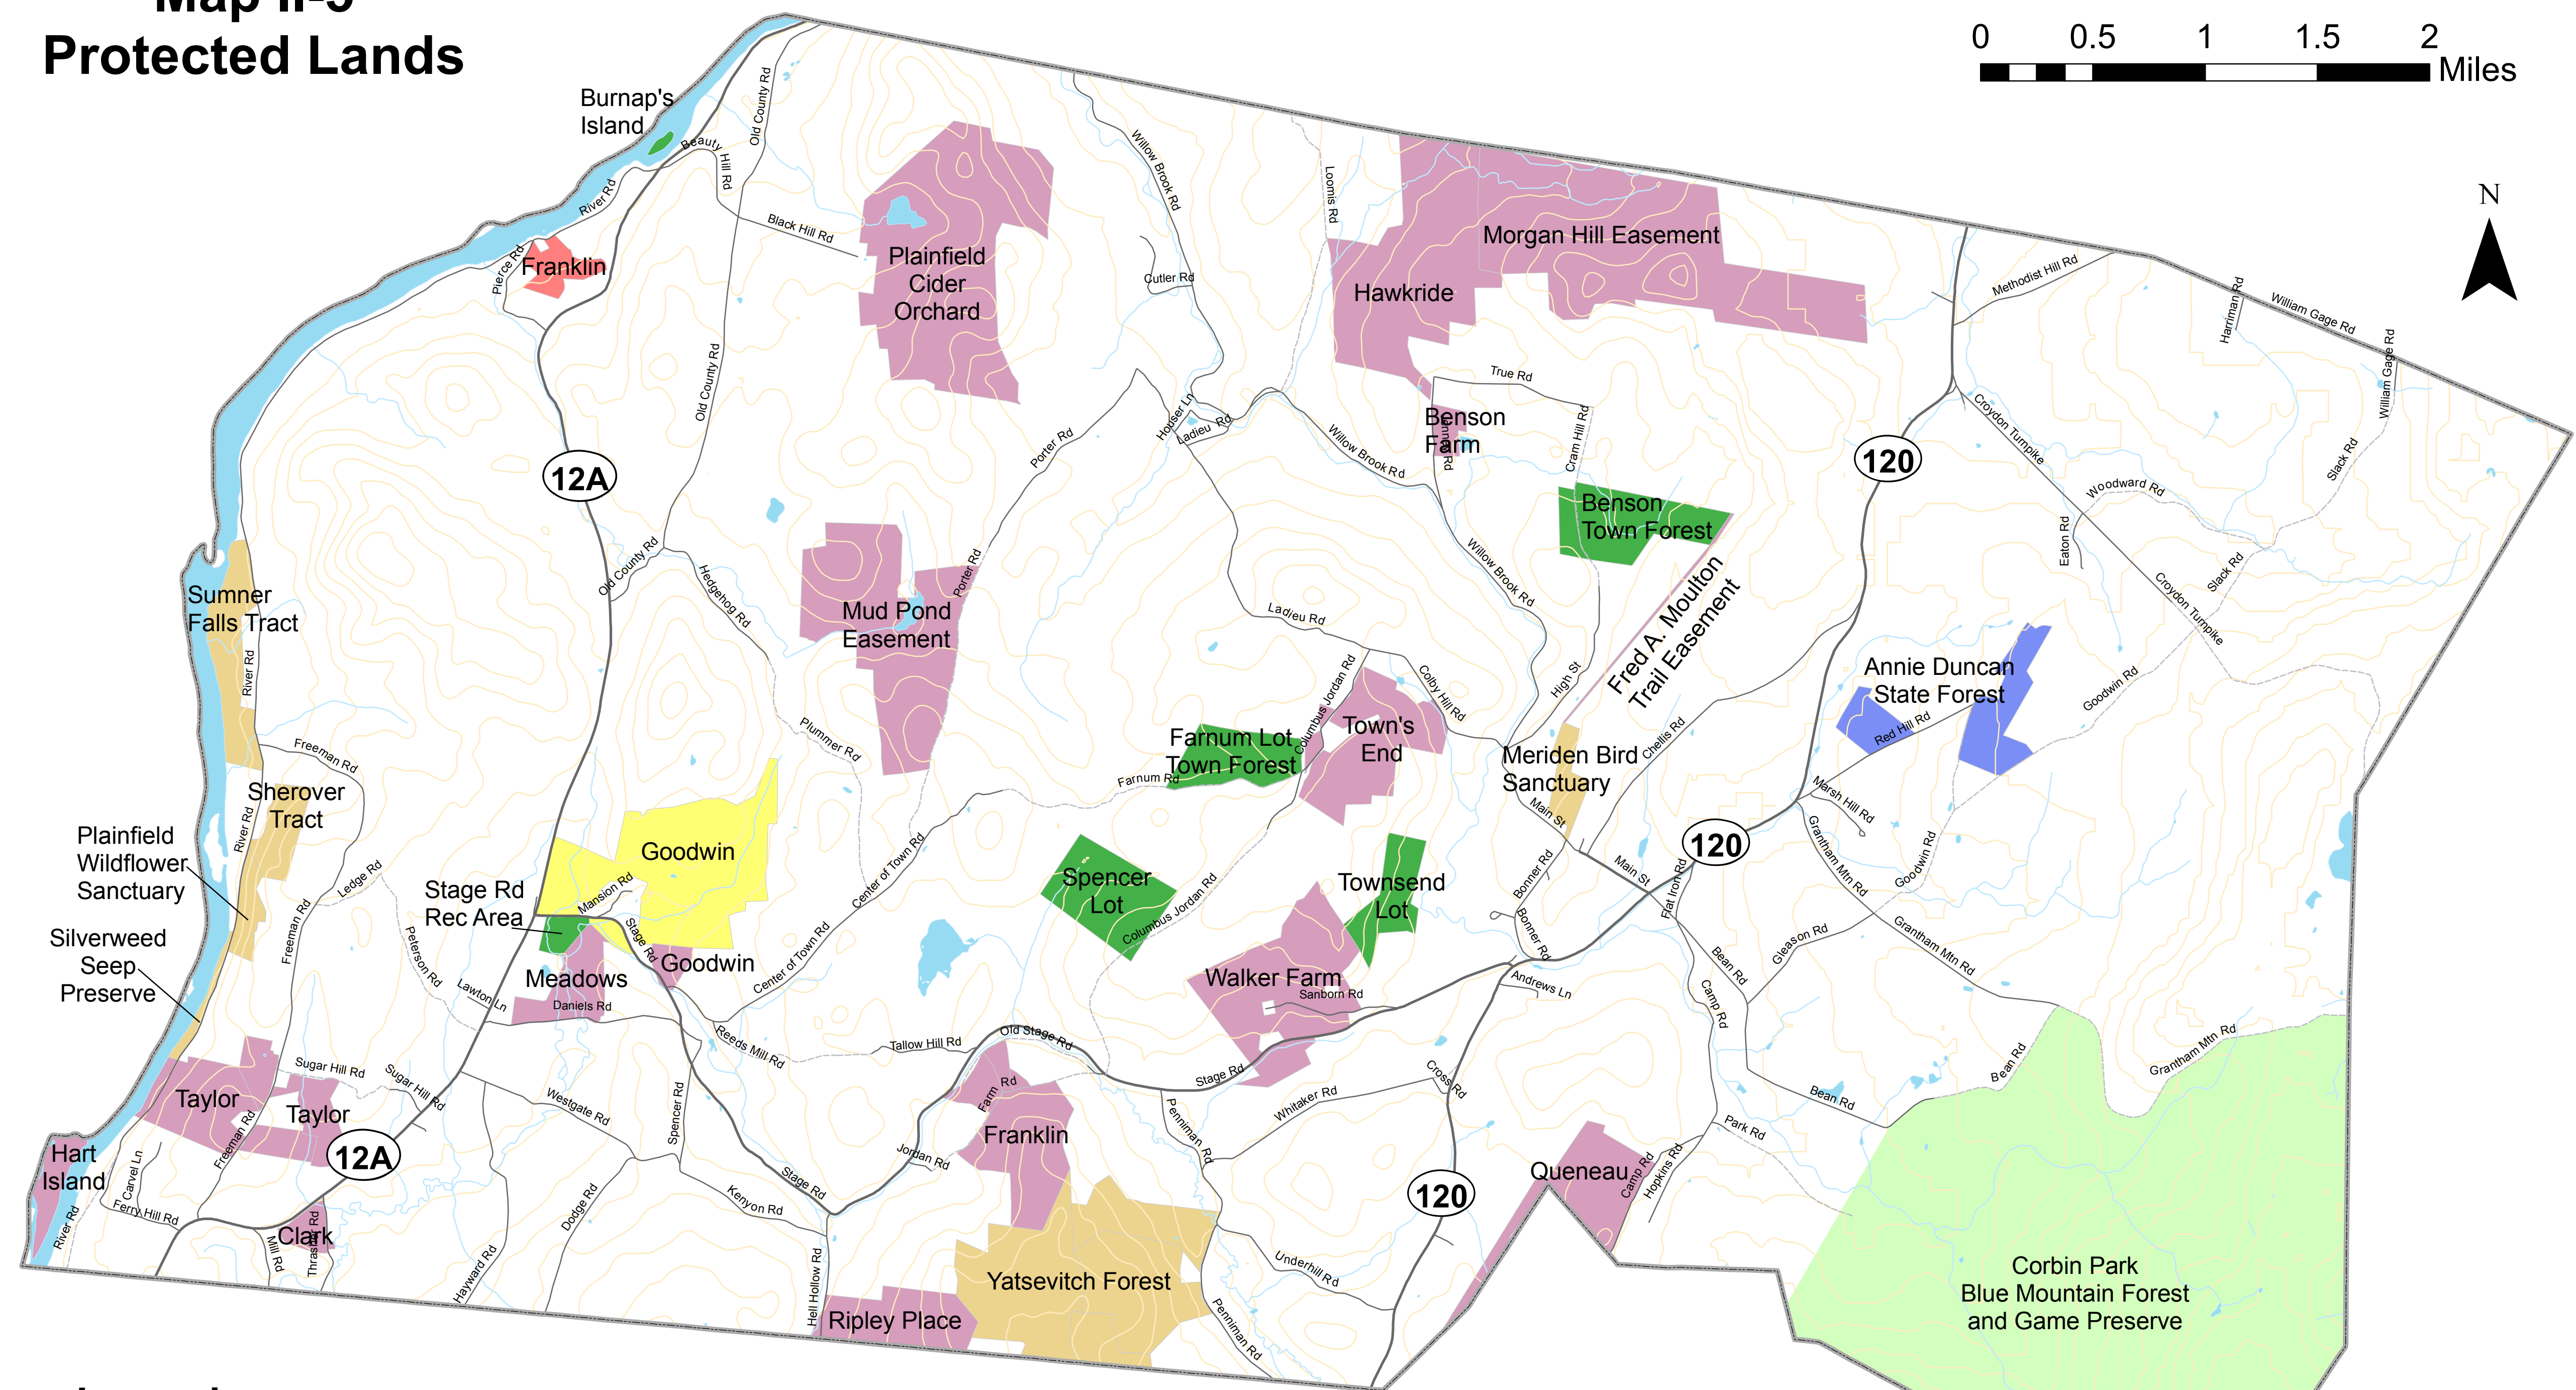 Protected Lands
0 0.5 1 1.5 2
Miles
N
Burnap's
Island
Beauty Hill Rd
Old County Rd
River Rd
Pierce Rd
Franklin
Black Hill Rd
Plainfield
Cider
Orchard
Willow Brook Rd
Loomis Rd
Cutler Rd
Morgan Hill Easement
Hawkride
Methodist Hill Rd
Harriman Rd
William Gage Rd
William Gage Rd
Old County Rd
True Rd
Houser Ln
Ladieu Rd
Porter Rd
Willow Brook Rd
Benson
Farm
Cram Hill Rd
120
Croydon Turnpike
Slack Rd
12A
Woodward Rd
Benson
Town Forest
Eaton Rd
Old County Rd
Hedgehog Rd
Porter Rd
Willow Brook Rd
Slack Rd
Croydon Turnpike
Sumner
Falls Tract
River Rd
Mud Pond
Easement
Ladieu Rd
Fred A. Moulton
Trail Easement
High St
Colby Hill Rd
Columbus Jordan Rd
Annie Duncan
State Forest
Red Hill Rd
Goodwin Rd
Plummer Rd
Farnum Lot
Town Forest
Farnum Rd
Town's
End
Meriden Bird
Sanctuary
Chellis Rd
Main St
Freeman Rd
Sherover
Tract
River Rd
Marsh Hill Rd
Grantham Mtn Rd
Plainfield
Wildflower
Sanctuary
Goodwin
Mansion Rd
Center of Town Rd
120
Main St
Flat Iron Rd
Goodwin Rd
Ledge Rd
Stage Rd
Rec Area
Spencer
Lot
Columbus Jordan Rd
Townsend
Lot
Bonner Rd
Bonner Rd
Silverweed
Seep
Preserve
Freeman Rd
Peterson Rd
Stage Rd
Goodwin
Meadows
Daniels Rd
Lawton Ln
Center of Town Rd
Walker Farm
Sanborn Rd
Andrews Ln
Bean Rd
Gleason Rd
Grantham Mtn Rd
Camp Rd
Reeds Mill Rd
Tallow Hill Rd
Old Stage Rd
Stage Rd
Sugar Hill Rd
Sugar Hill Rd
Taylor
Taylor
Freeman Rd
Westgate Rd
Spencer Rd
Farm Rd
Franklin
Jordan Rd
Penniman Rd
Whitaker Rd
Cross Rd
Bean Rd
Bean Rd
Grantham Mtn Rd
Park Rd
Hart
Island
12A
River Rd
F Carvel Ln
Ferry Hill Rd
Clark
Mill Rd
Hayward Rd
Dodge Rd
Kenyon Rd
Stage Rd
Hell Hollow Rd
Ripley Place
Yatsevitch Forest
Underhill Rd
Penniman Rd
120
Queneau
Camp Rd
Hopkins Rd
Corbin Park
Blue Mountain Forest
and Game Preserve